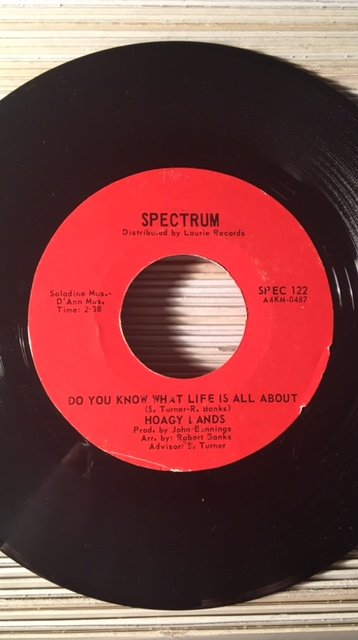 SPECTRUM
Distributed by Laurie Records
Saladine Mus.-
D'Ann Mus.
Time: 2:38
SPEC 122
A4KM-0487
DO YOU KNOW WHAT LIFE IS ALL ABOUT
(S. Turner-R. Banks)
HOAGY LANDS
Prod. by John Bennings
Arr. by: Robert Banks
Advisor: S. Turner